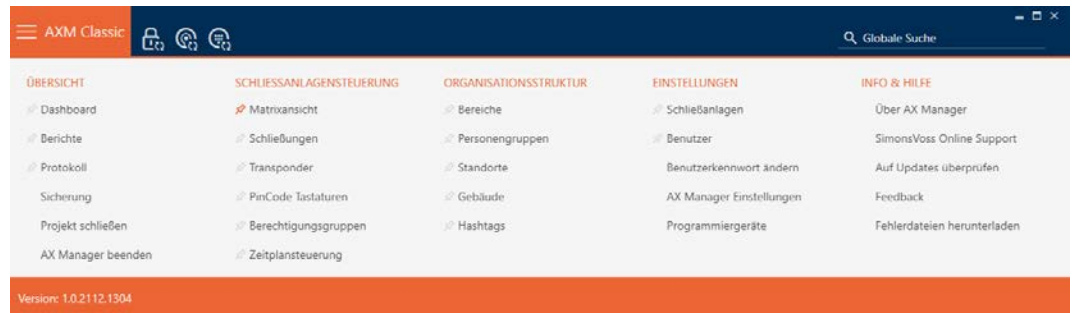 AXM Classic
Globale Suche
ÜBERSICHT
Dashboard
Berichte
Protokoll
Sicherung
Projekt schließen
AX Manager beenden
SCHLIESSANLAGENSTEUERUNG
Matrixansicht
Schließungen
Transponder
PinCode Tastaturen
Berechtigungsgruppen
Zeitplansteuerung
ORGANISATIONSSTRUKTUR
Bereiche
Personengruppen
Standorte
Gebäude
Hashtags
EINSTELLUNGEN
Schließanlagen
Benutzer
Benutzerkennwort ändern
AX Manager Einstellungen
Programmiergeräte
INFO & HILFE
Über AX Manager
SimonsVoss Online Support
Auf Updates überprüfen
Feedback
Fehlerdateien herunterladen
Version: 1.0.2112.1304